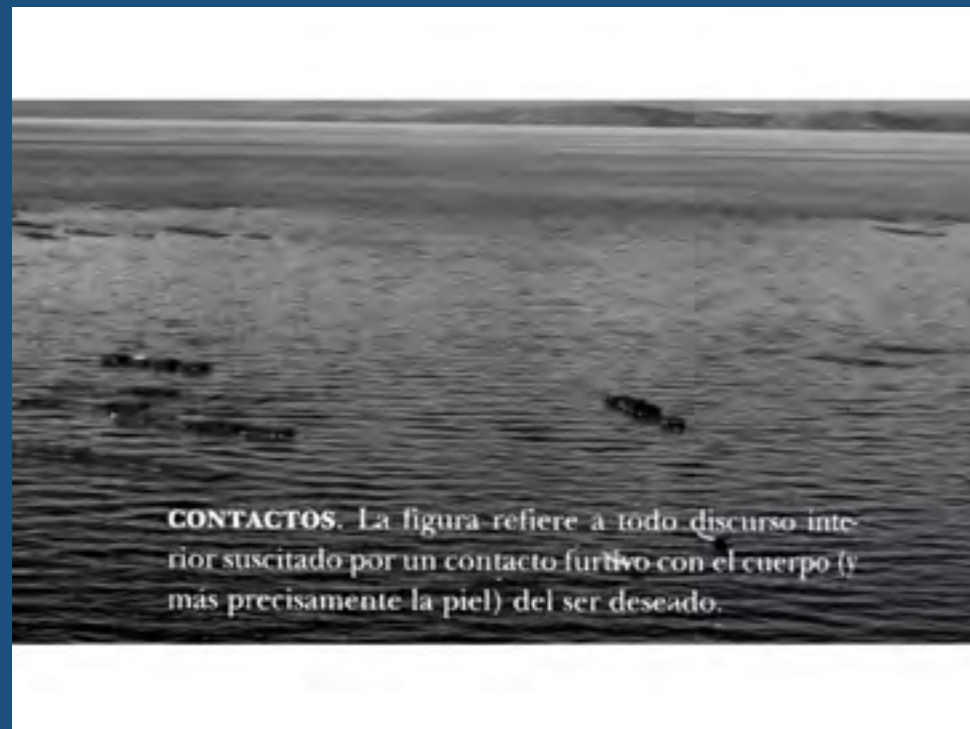 CONTACTOS. La figura refiere a todo discurso inte-
rior suscitado por un contacto furtivo con el cuerpo (y
más precisamente la piel) del ser deseado.